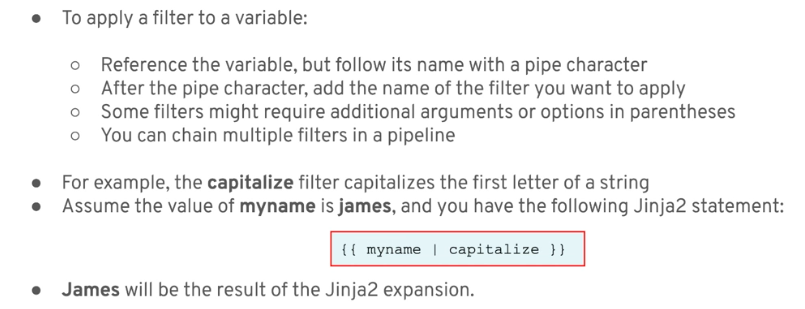 ● To apply a filter to a variable:
○ Reference the variable, but follow its name with a pipe character
○ After the pipe character, add the name of the filter you want to apply
○ Some filters might require additional arguments or options in parentheses
○ You can chain multiple filters in a pipeline
● For example, the capitalize filter capitalizes the first letter of a string
● Assume the value of myname is james, and you have the following Jinja2 statement:
{{ myname | capitalize }}
● James will be the result of the Jinja2 expansion.